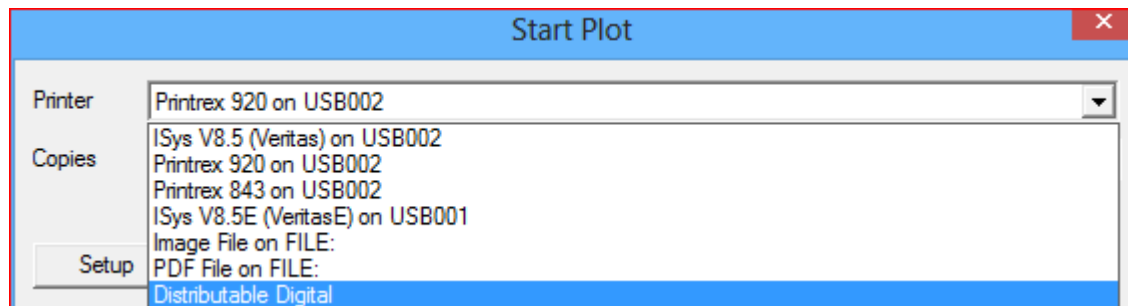 Start Plot
Printer
Printrex 920 on USB002
ISys V8.5 (Veritas) on USB002
Copies
Printrex 920 on USB002
Printrex 843 on USB002
ISys V8.5E (VeritasE) on USB001
Image File on FILE:
Setup
PDF File on FILE:
Distributable Digital